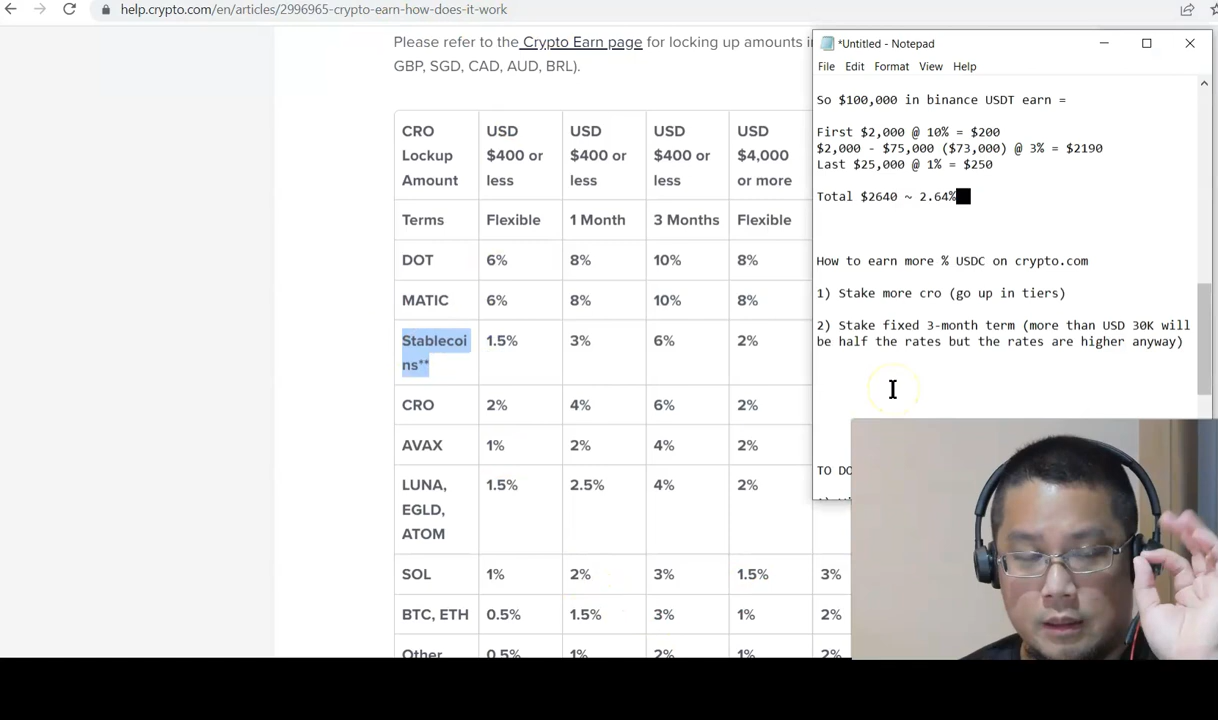 help.crypto.com/en/articles/2996965-crypto-earn-how-does-it-work
Please refer to the Crypto Earn page for locking up amounts
GBP, SGD, CAD, AUD, BRL).
CRO Lockup Amount USD $400 or less USD $400 or less USD $400 or less USD $4,000 or more
Terms Flexible 1 Month 3 Months Flexible
DOT 6% 8% 10% 8%
MATIC 6% 8% 10% 8%
Stablecoins** 1.5% 3% 6% 2%
CRO 2% 4% 6% 2%
AVAX 1% 2% 4% 2%
LUNA, EGLD, ATOM 1.5% 2.5% 4% 2%
SOL 1% 2% 3% 1.5% 3%
BTC, ETH 0.5% 1.5% 3% 1% 2%
Other 0.5% 1% 2% 1% 2%
*Untitled - Notepad
File Edit Format View Help
So $100,000 in binance USDT earn =
First $2,000 @ 10% = $200
$2,000 - $75,000 ($73,000) @ 3% = $2190
Last $25,000 @ 1% = $250
Total $2640 ~ 2.64%
How to earn more % USDC on crypto.com
1) Stake more cro (go up in tiers)
2) Stake fixed 3-month term (more than USD 30K will
be half the rates but the rates are higher anyway)
TO DO